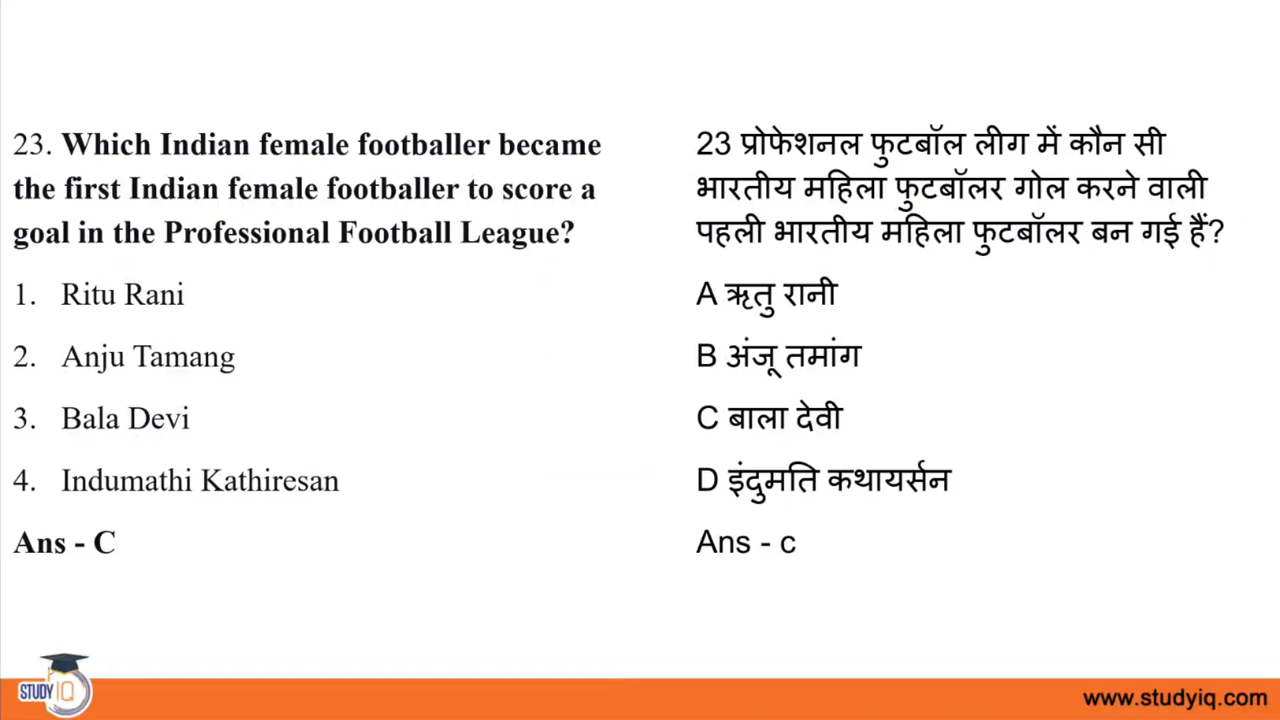 23. Which Indian female footballer became
the first Indian female footballer to score a
goal in the Professional Football League?
1. Ritu Rani
2. Anju Tamang
3. Bala Devi
4. Indumathi Kathiresan
Ans - C
23 प्रोफेशनल फुटबॉल लीग में कौन सी
भारतीय महिला फुटबॉलर गोल करने वाली
पहली भारतीय महिला फुटबॉलर बन गई हैं?
A ऋतु रानी
B अंजू तमांग
C बाला देवी
D इंदुमति कथायर्सन
Ans - c
STUDY IQ
www.studyiq.com